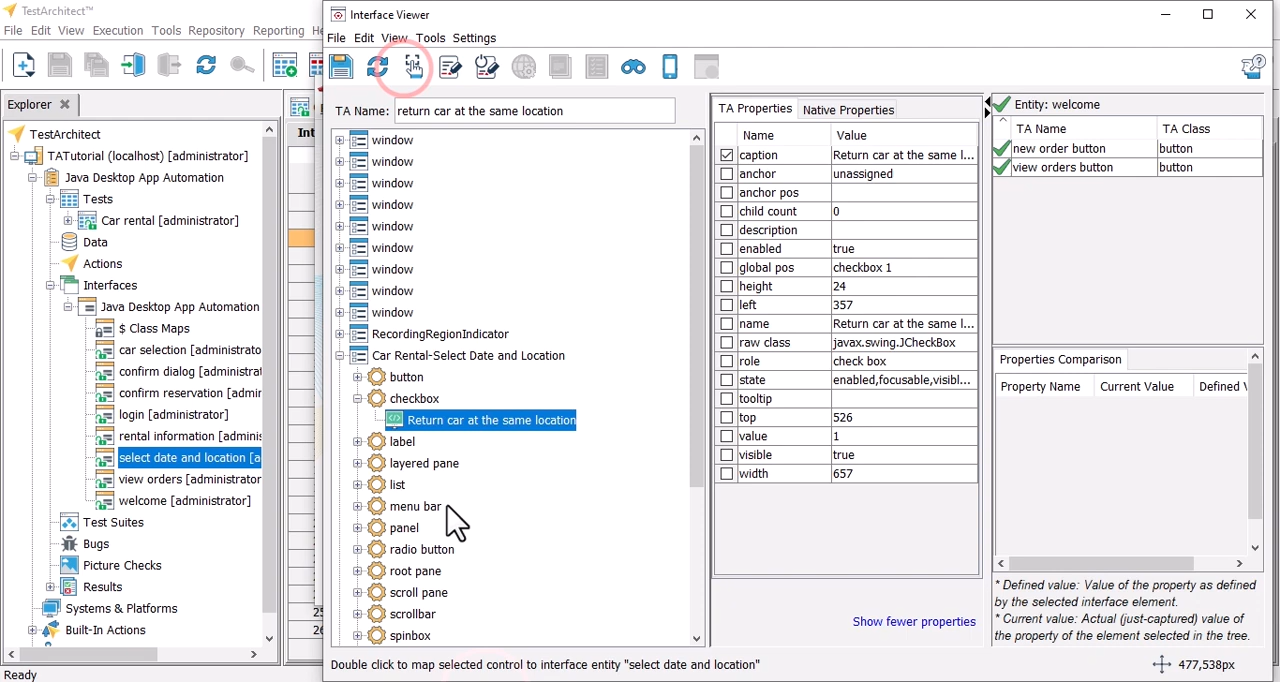 TestArchitect™
File Edit View Execution Tools Repository Reporting
Explorer
TestArchitect
TATutorial (localhost) [administrator]
Java Desktop App Automation
Tests
Car rental [administrator]
Data
Actions
Interfaces
Java Desktop App Automation
$ Class Maps
car selection [administrato
confirm dialog [administrat
confirm reservation [admin
login [administrator]
rental information [adminis
select date and location [a
view orders [administrator
welcome [administrator]
Test Suites
Bugs
Picture Checks
Results
Systems & Platforms
Built-In Actions
Ready
Interface Viewer
File Edit View Tools Settings
TA Name: return car at the same location
window
window
window
window
window
window
window
window
window
RecordingRegionIndicator
Car Rental-Select Date and Location
button
checkbox
Return car at the same location
label
layered pane
list
menu bar
panel
radio button
root pane
scroll pane
scrollbar
spinbox
Double click to map selected control to interface entity "select date and location"
TA Properties Native Properties
Name Value
caption Return car at the same l...
anchor unassigned
anchor pos
child count 0
description
enabled true
global pos checkbox 1
height 24
left 357
name Return car at the same l...
raw class javax.swing.JCheckBox
role check box
state enabled,focusable,visibl...
tooltip
top 526
value 1
visible true
width 657
Show fewer properties
Entity: welcome
TA Name TA Class
new order button button
view orders button button
Properties Comparison
Property Name Current Value Defined V
* Defined value: Value of the property as defined
by the selected interface element.
* Current value: Actual (just-captured) value of
the property of the element selected in the tree.
477,538px